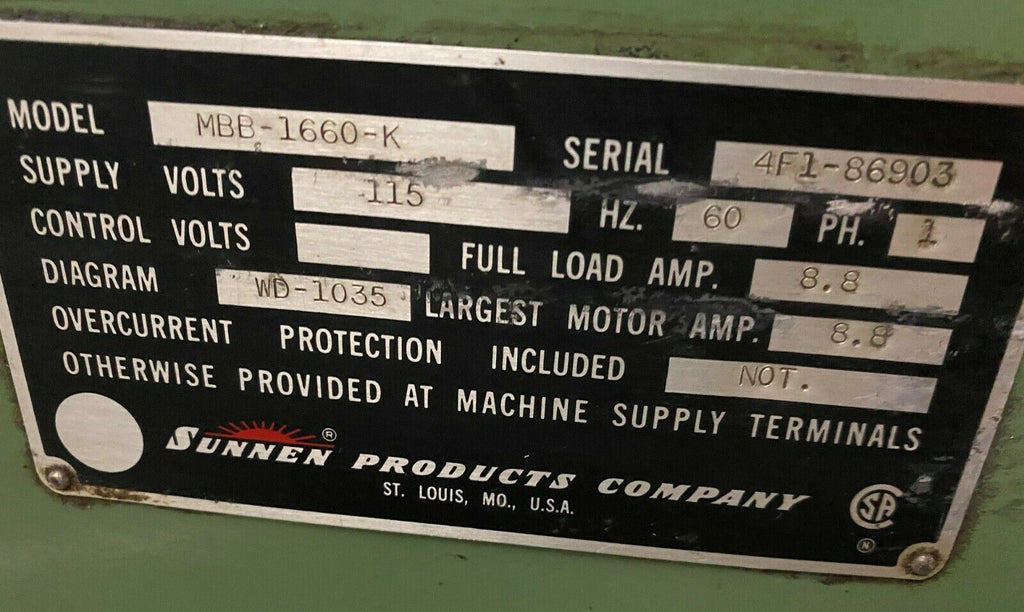 MODEL MBB-1660-K SERIAL 4F1-86903
SUPPLY VOLTS 115 HZ. 60 PH. 1
CONTROL VOLTS FULL LOAD AMP. 8.8
DIAGRAM WD-1035 LARGEST MOTOR AMP. 8.8
OVERCURRENT PROTECTION INCLUDED NOT.
OTHERWISE PROVIDED AT MACHINE SUPPLY TERMINALS
SUNNEN® PRODUCTS COMPANY
ST. LOUIS, MO., U.S.A.
SA
N